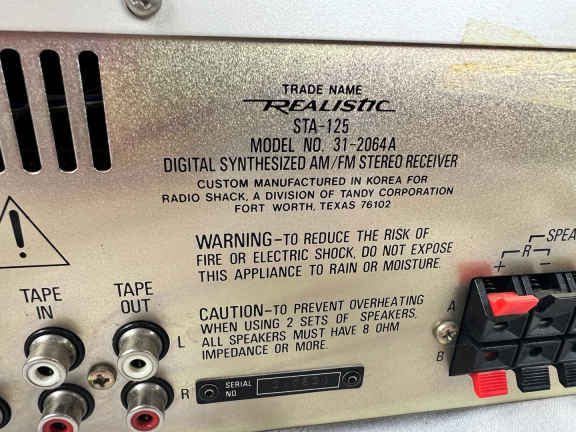 TRADE NAME
REALISTIC
STA-125
MODEL NO. 31-2064A
DIGITAL SYNTHESIZED AM/FM STEREO RECEIVER
CUSTOM MANUFACTURED IN KOREA FOR
RADIO SHACK, A DIVISION OF TANDY CORPORATION
FORT WORTH, TEXAS 76102
WARNING-TO REDUCE THE RISK OF
FIRE OR ELECTRIC SHOCK, DO NOT EXPOSE
THIS APPLIANCE TO RAIN OR MOISTURE.
SPEA
R
+ -
TAPE
IN
TAPE
OUT
L
R
CAUTION-TO PREVENT OVERHEATING
WHEN USING 2 SETS OF SPEAKERS,
ALL SPEAKERS MUST HAVE 8 OHM
IMPEDANCE OR MORE.
A
B
SERIAL
NO.